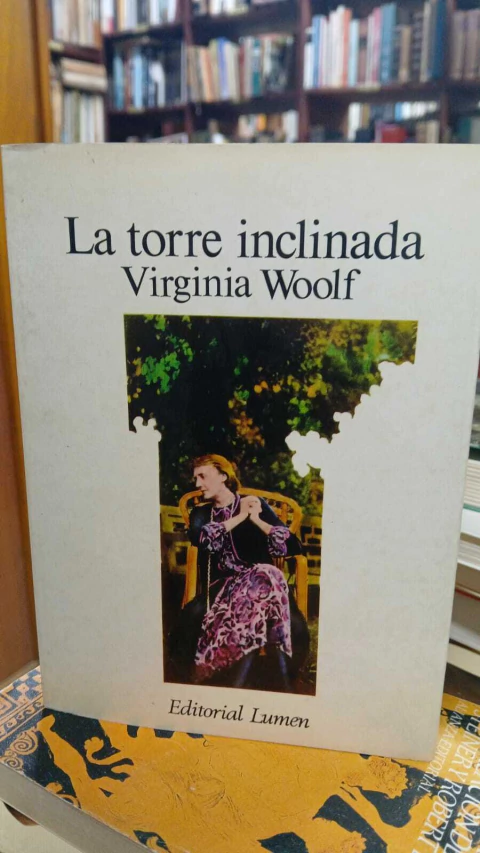 La torre inclinada
Virginia Woolf
Editorial Lumen